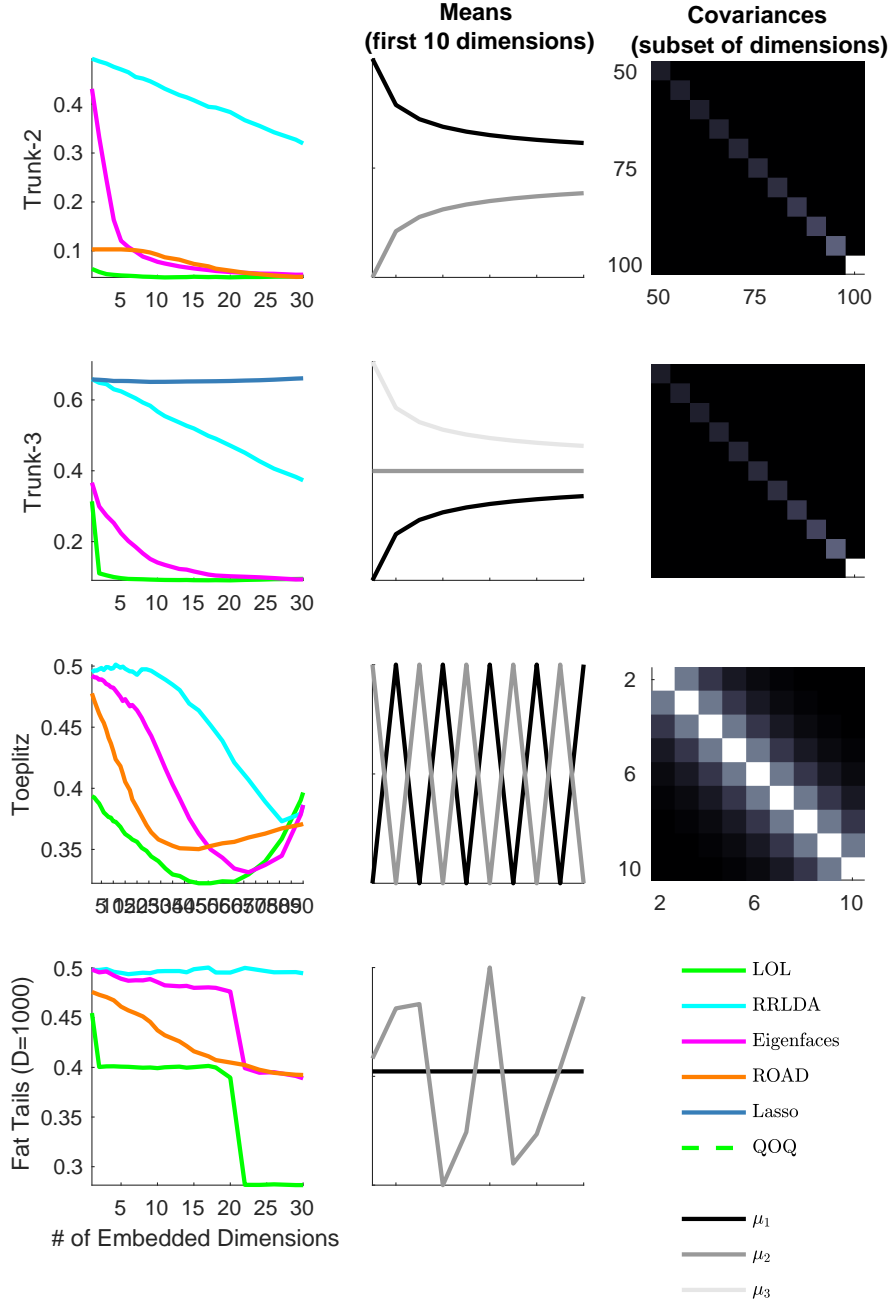 Means
(first 10 dimensions)
Covariances
(subset of dimensions)
Trunk-2
0.4
0.3
0.2
0.1
5 10 15 20 25 30
50
75
100
50 75 100
Trunk-3
0.6
0.4
0.2
5 10 15 20 25 30
Toeplitz
0.5
0.45
0.4
0.35
2
6
10
2 6 10
Fat Tails (D=1000)
0.5
0.45
0.4
0.35
0.3
5 10 15 20 25 30
# of Embedded Dimensions
LOL
RRLDA
Eigenfaces
ROAD
Lasso
QOQ
μ1
μ2
μ3